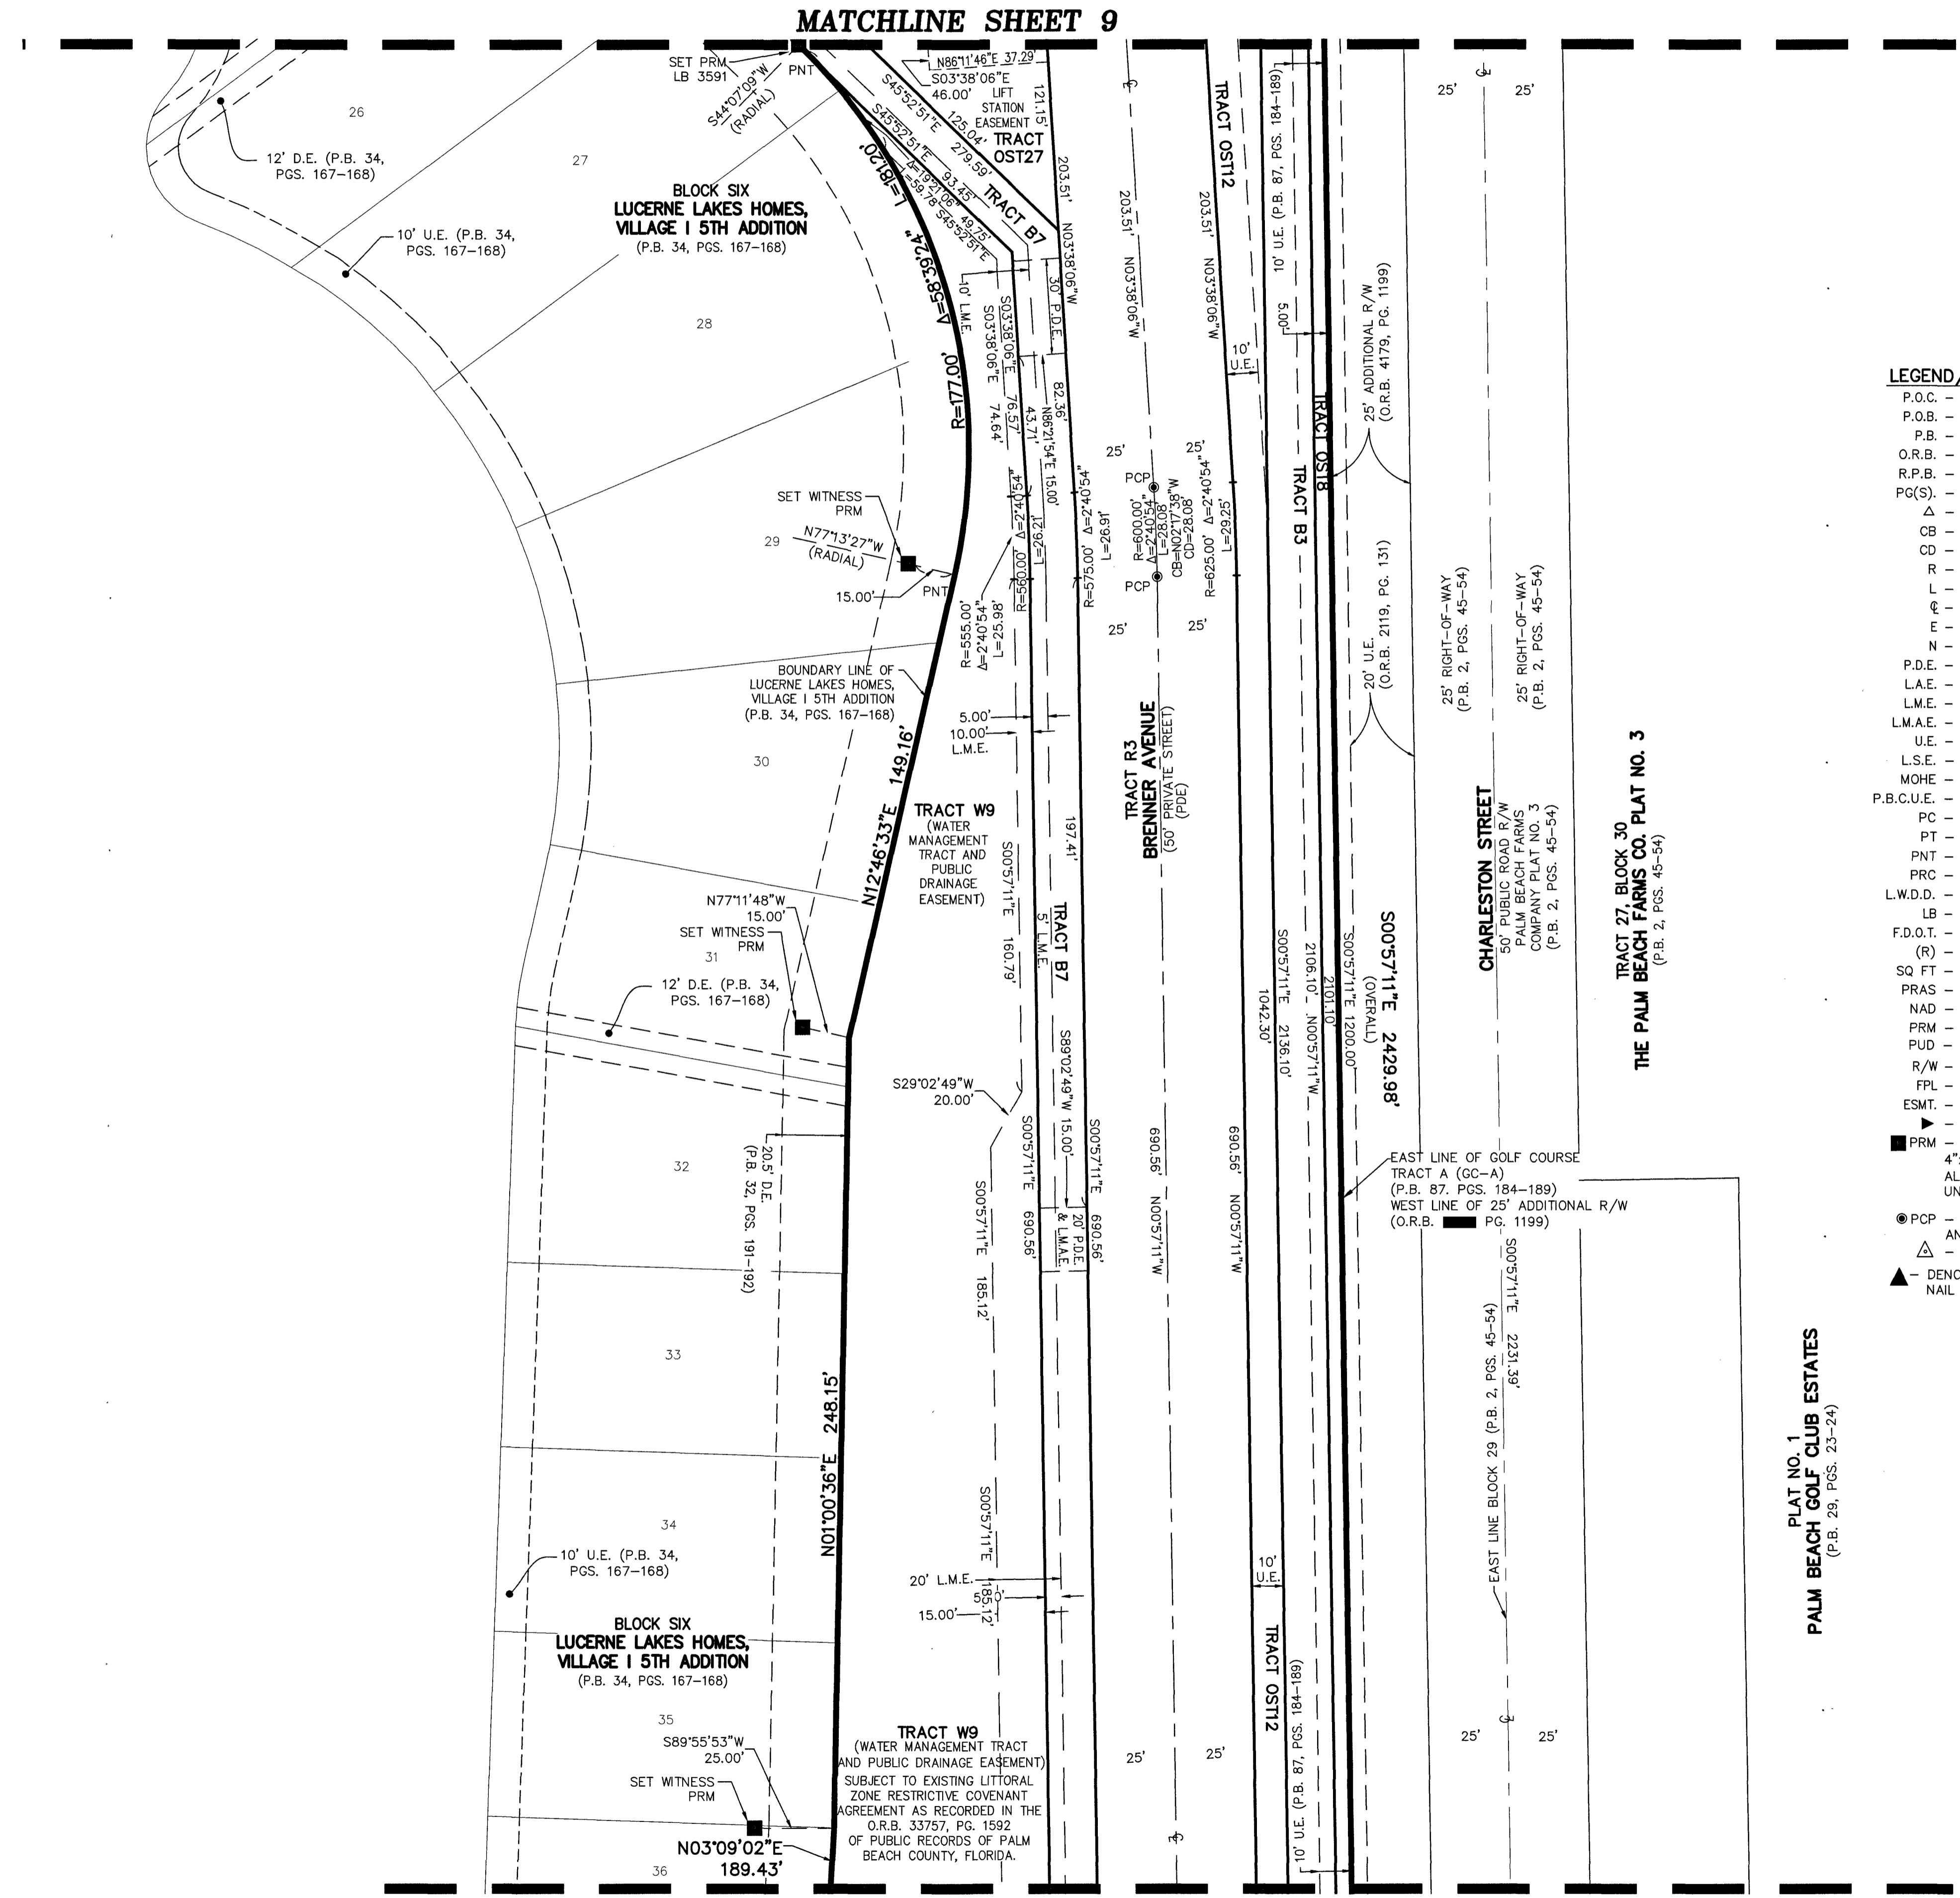 MATCHLINE SHEET 9
SET PRM
LB 3591
PNT
S44°07'09"W
(RADIAL)
26
27
12' D.E. (P.B. 34,
PGS. 167-168)
BLOCK SIX
LUCERNE LAKES HOMES,
VILLAGE I 5TH ADDITION
(P.B. 34, PGS. 167-168)
10' U.E. (P.B. 34,
PGS. 167-168)
28
N86°11'46"E 37.29'
S03°38'06"E
46.00'
LIFT
STATION
EASEMENT
121.15'
TRACT
OST27
S45°52'51"E
125.04'
279.59'
S45°52'51"E
93.45'
TRACT B7
Δ=19°21'06"
L=59.78'
49.75'
S45°52'51"E
L=181.20'
Δ=58°39'24"
R=177.00'
10' L.M.E.
S03°38'06"E 76.57'
S03°38'06"E 74.64'
43.71'
30' P.D.E.
203.51' N03°38'06"W
82.36'
N86°21'54"E 15.00'
203.51' N03°38'06"W
203.51' N03°38'06"W
TRACT OST12
10'
U.E.
10' U.E. (P.B. 87, PGS. 184-189)
5.00'
TRACT OS18
TRACT B3
25' ADDITIONAL R/W
(O.R.B. 4179, PG. 1199)
25'
25'
SET WITNESS
PRM
29
N77°13'27"W
(RADIAL)
15.00'
PNT
R=555.00'
Δ=2°40'54"
L=25.98'
R=560.00' Δ=2°40'54"
L=26.21'
R=575.00' Δ=2°40'54"
L=26.91'
25'
25'
PCP
R=600.00'
Δ=2°40'54"
L=28.08'
CB=N02°17'38"W
CD=28.08'
PCP
R=625.00' Δ=2°40'54"
L=29.25'
25'
25'
20' U.E.
(O.R.B. 2119, PG. 131)
25' RIGHT-OF-WAY
(P.B. 2, PGS. 45-54)
25' RIGHT-OF-WAY
(P.B. 2, PGS. 45-54)
BOUNDARY LINE OF
LUCERNE LAKES HOMES,
VILLAGE I 5TH ADDITION
(P.B. 34, PGS. 167-168)
30
5.00'
10.00'
L.M.E.
N12°46'33"E 149.16'
TRACT W9
(WATER
MANAGEMENT
TRACT AND
PUBLIC
DRAINAGE
EASEMENT)
TRACT R3
BRENNER AVENUE
(50' PRIVATE STREET)
(PDE)
197.41'
S00°57'11"E 160.79'
TRACT B7
5' L.M.E.
CHARLESTON STREET
50' PUBLIC ROAD R/W
PALM BEACH FARMS
COMPANY PLAT NO. 3
(P.B. 2, PGS. 45-54)
TRACT 27, BLOCK 30
THE PALM BEACH FARMS CO. PLAT NO. 3
(P.B. 2, PGS. 45-54)
N77°11'48"W
15.00'
SET WITNESS
PRM
31
12' D.E. (P.B. 34,
PGS. 167-168)
S29°02'49"W
20.00'
S89°02'49"W 15.00'
1042.30'
S00°57'11"E 2136.10'
2106.10' N00°57'11"W
2101.10'
S00°57'11"E 1200.00'
(OVERALL)
S00°57'11"E 2429.98'
32
20.5' D.E.
(P.B. 32, PGS. 191-192)
S00°57'11"E 690.56'
S00°57'11"E 690.56'
20' P.D.E.
& L.M.A.E.
690.56' N00°57'11"W
690.56' N00°57'11"W
EAST LINE OF GOLF COURSE
TRACT A (GC-A)
(P.B. 87. PGS. 184-189)
WEST LINE OF 25' ADDITIONAL R/W
(O.R.B. PG. 1199)
S00°57'11"E 185.12'
33
N01°00'36"E 248.15'
S00°57'11"E 2231.39'
EAST LINE BLOCK 29 (P.B. 2, PGS. 45-54)
PLAT NO. 1
PALM BEACH GOLF CLUB ESTATES
(P.B. 29, PGS. 23-24)
34
10' U.E. (P.B. 34,
PGS. 167-168)
S00°57'11"E 185.12'
20' L.M.E.
5.0'
15.00'
10'
U.E.
BLOCK SIX
LUCERNE LAKES HOMES,
VILLAGE I 5TH ADDITION
(P.B. 34, PGS. 167-168)
TRACT OST12
10' U.E. (P.B. 87, PGS. 184-189)
35
S89°55'53"W
25.00'
SET WITNESS
PRM
TRACT W9
(WATER MANAGEMENT TRACT
AND PUBLIC DRAINAGE EASEMENT)
SUBJECT TO EXISTING LITTORAL
ZONE RESTRICTIVE COVENANT
AGREEMENT AS RECORDED IN THE
O.R.B. 33757, PG. 1592
OF PUBLIC RECORDS OF PALM
BEACH COUNTY, FLORIDA.
25'
25'
25'
25'
N03°09'02"E
189.43'
36
LEGEND/
P.O.C. –
P.O.B. –
P.B. –
O.R.B. –
R.P.B. –
PG(S). –
Δ –
CB –
CD –
R –
L –
℄ –
E –
N –
P.D.E. –
L.A.E. –
L.M.E. –
L.M.A.E. –
U.E. –
L.S.E. –
MOHE –
P.B.C.U.E. –
PC –
PT –
PNT –
PRC –
L.W.D.D. –
LB –
F.D.O.T. –
(R) –
SQ FT –
PRAS –
NAD –
PRM –
PUD –
R/W –
FPL –
ESMT. –
▼ –
■ PRM –
4"
AL
UN
PCP –
AN
▲ – DENO
NAIL